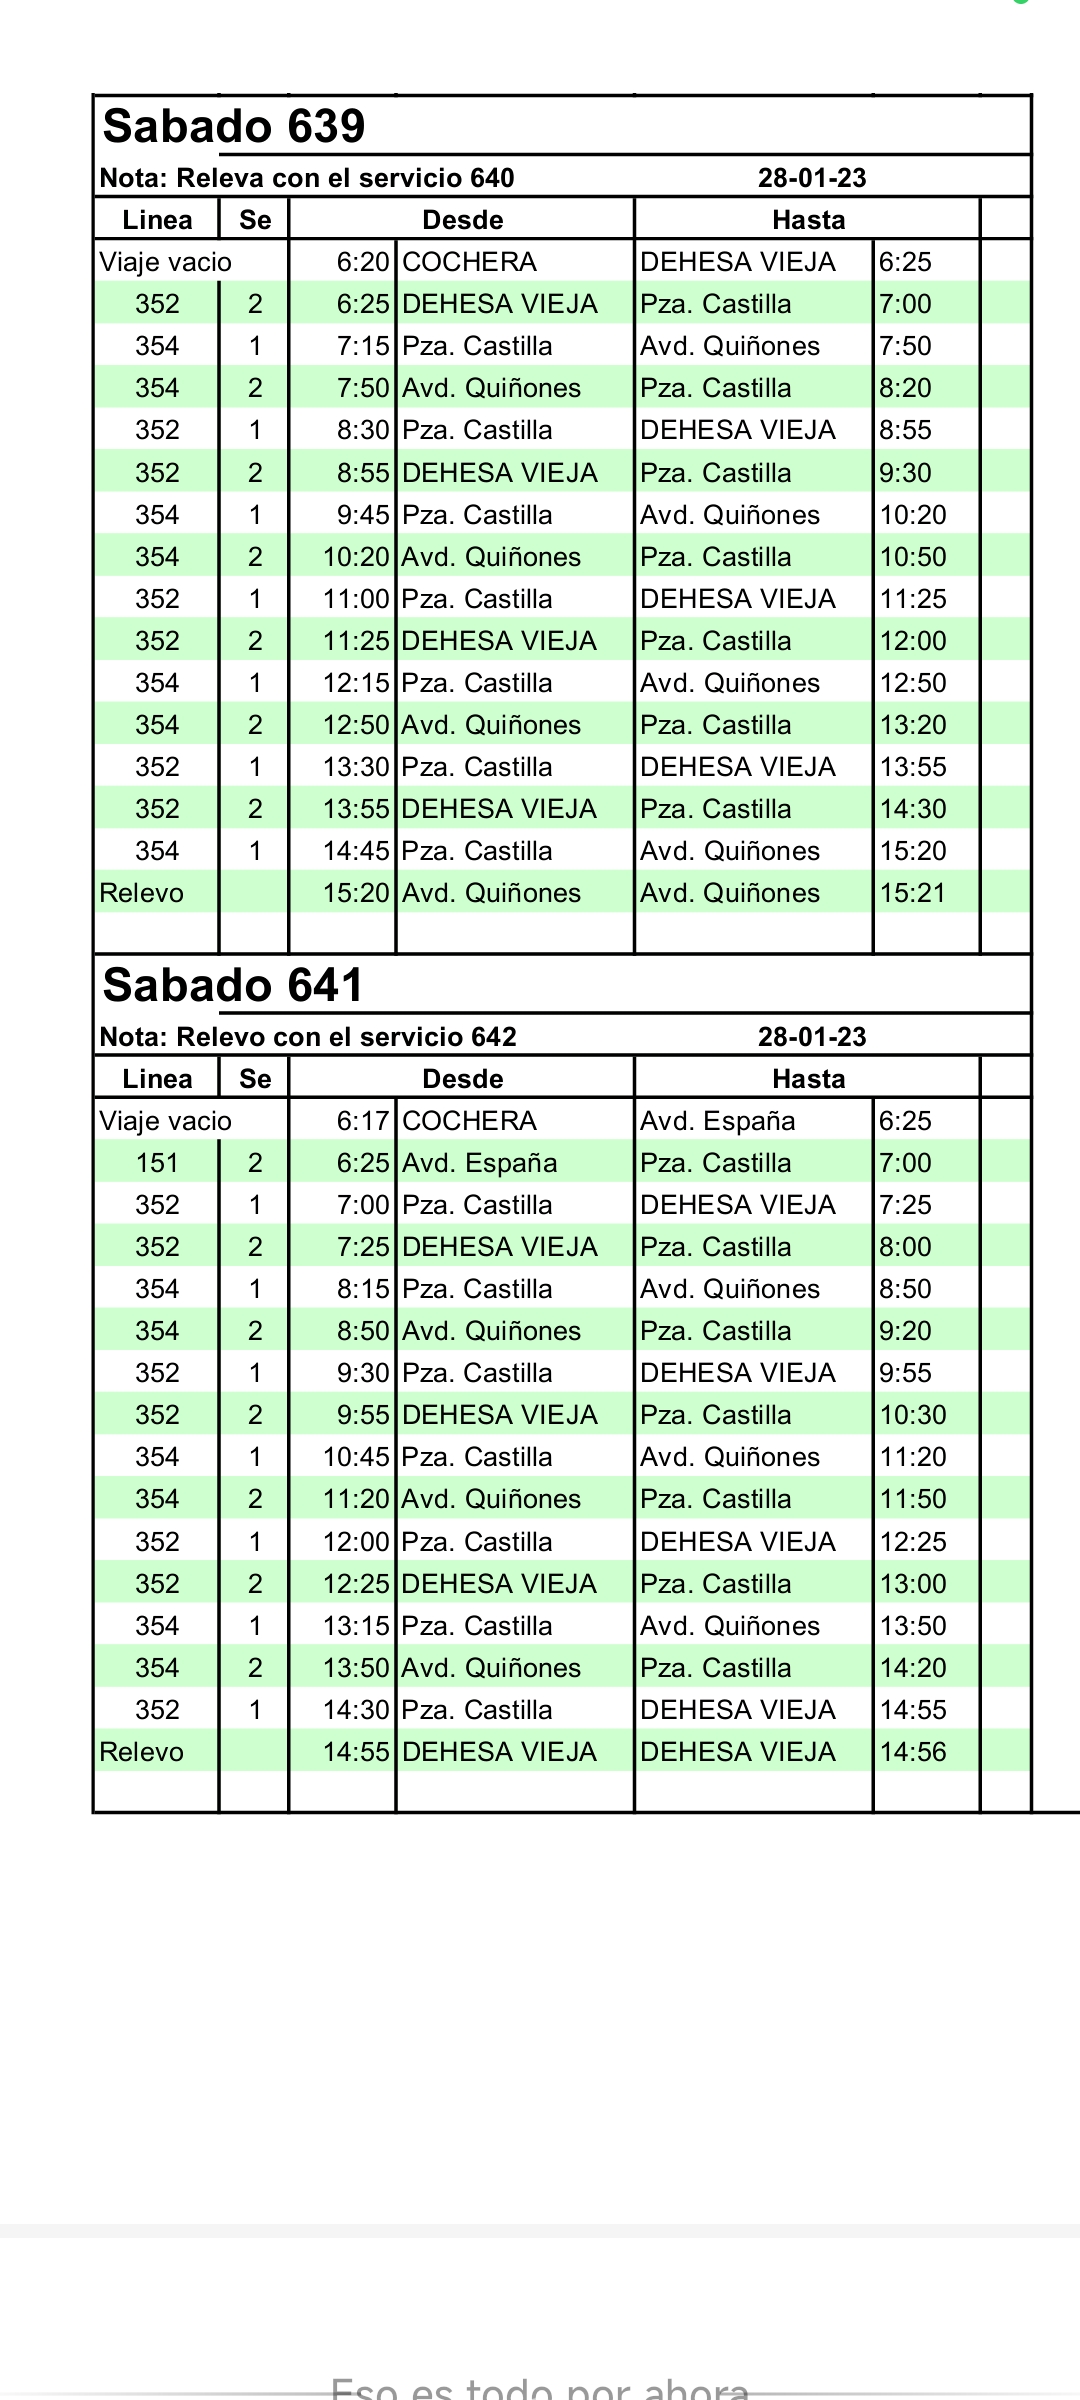 Sabado 639
Nota: Releva con el servicio 640 28-01-23
Linea Se Desde Hasta
Viaje vacio 6:20 COCHERA DEHESA VIEJA 6:25
352 2 6:25 DEHESA VIEJA Pza. Castilla 7:00
354 1 7:15 Pza. Castilla Avd. Quiñones 7:50
354 2 7:50 Avd. Quiñones Pza. Castilla 8:20
352 1 8:30 Pza. Castilla DEHESA VIEJA 8:55
352 2 8:55 DEHESA VIEJA Pza. Castilla 9:30
354 1 9:45 Pza. Castilla Avd. Quiñones 10:20
354 2 10:20 Avd. Quiñones Pza. Castilla 10:50
352 1 11:00 Pza. Castilla DEHESA VIEJA 11:25
352 2 11:25 DEHESA VIEJA Pza. Castilla 12:00
354 1 12:15 Pza. Castilla Avd. Quiñones 12:50
354 2 12:50 Avd. Quiñones Pza. Castilla 13:20
352 1 13:30 Pza. Castilla DEHESA VIEJA 13:55
352 2 13:55 DEHESA VIEJA Pza. Castilla 14:30
354 1 14:45 Pza. Castilla Avd. Quiñones 15:20
Relevo 15:20 Avd. Quiñones Avd. Quiñones 15:21
Sabado 641
Nota: Relevo con el servicio 642 28-01-23
Linea Se Desde Hasta
Viaje vacio 6:17 COCHERA Avd. España 6:25
151 2 6:25 Avd. España Pza. Castilla 7:00
352 1 7:00 Pza. Castilla DEHESA VIEJA 7:25
352 2 7:25 DEHESA VIEJA Pza. Castilla 8:00
354 1 8:15 Pza. Castilla Avd. Quiñones 8:50
354 2 8:50 Avd. Quiñones Pza. Castilla 9:20
352 1 9:30 Pza. Castilla DEHESA VIEJA 9:55
352 2 9:55 DEHESA VIEJA Pza. Castilla 10:30
354 1 10:45 Pza. Castilla Avd. Quiñones 11:20
354 2 11:20 Avd. Quiñones Pza. Castilla 11:50
352 1 12:00 Pza. Castilla DEHESA VIEJA 12:25
352 2 12:25 DEHESA VIEJA Pza. Castilla 13:00
354 1 13:15 Pza. Castilla Avd. Quiñones 13:50
354 2 13:50 Avd. Quiñones Pza. Castilla 14:20
352 1 14:30 Pza. Castilla DEHESA VIEJA 14:55
Relevo 14:55 DEHESA VIEJA DEHESA VIEJA 14:56
Eso es todo por ahora